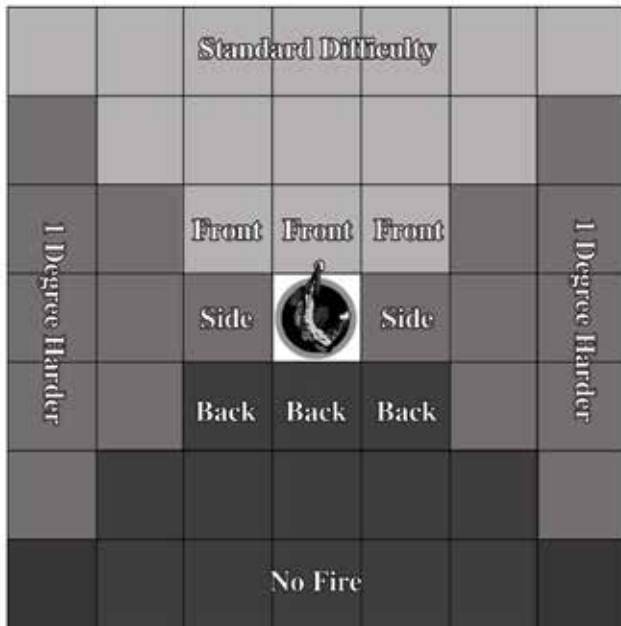 Standard Difficulty
Front Front Front
1 Degree Harder
1 Degree Harder
Side Side
Back Back Back
No Fire